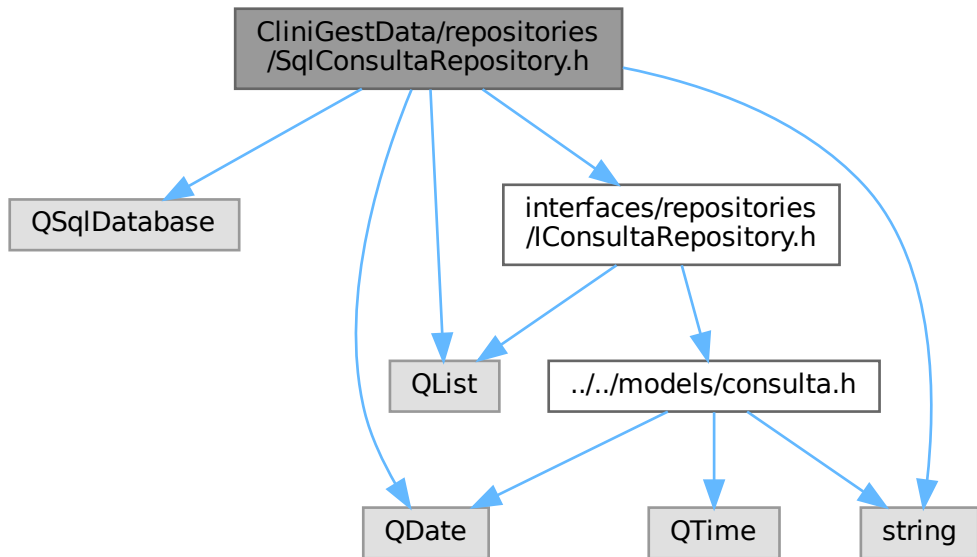 CliniGestData/repositories
/SqlConsultaRepository.h
QSqlDatabase
interfaces/repositories
/IConsultaRepository.h
QList
../../models/consulta.h
QDate
QTime
string